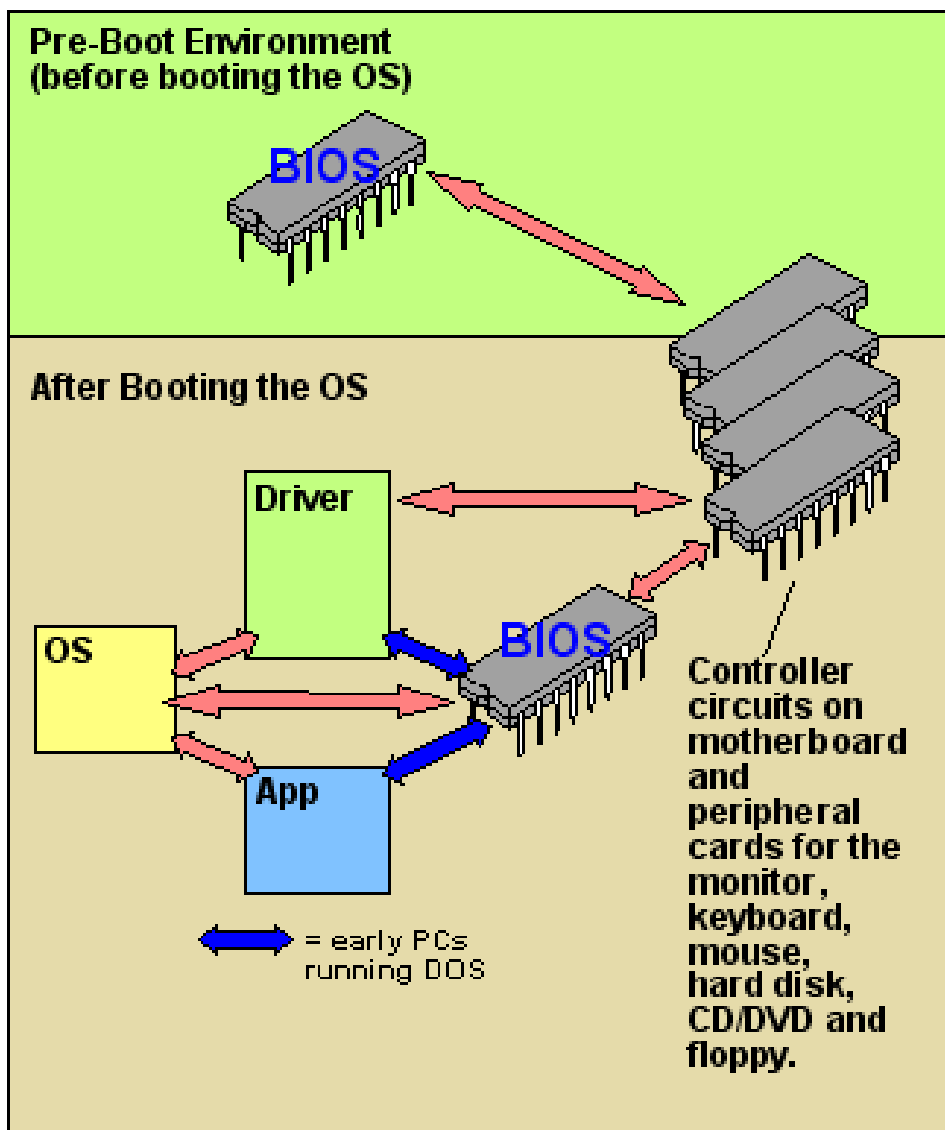 Pre-Boot Environment
(before booting the OS)
BIOS
After Booting the OS
Driver
OS
BIOS
App
Controller
circuits on
motherboard
and
peripheral
cards for the
monitor,
keyboard,
mouse,
hard disk,
CD/DVD and
floppy.
= early PCs
running DOS